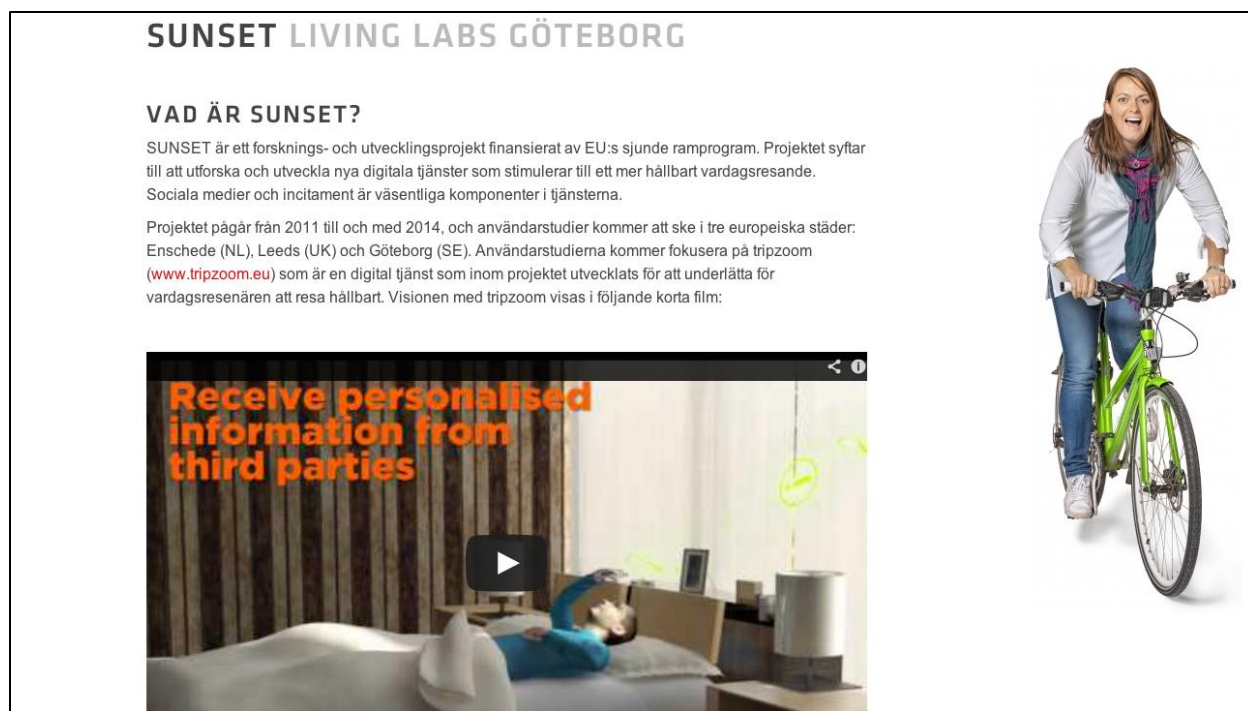 SUNSET LIVING LABS GÖTEBORG
VAD ÄR SUNSET?
SUNSET är ett forsknings- och utvecklingsprojekt finansierat av EU:s sjunde ramprogram. Projektet syftar
till att utforska och utveckla nya digitala tjänster som stimulerar till ett mer hållbart vardagsresande.
Sociala medier och incitament är väsentliga komponenter i tjänsterna.
Projektet pågår från 2011 till och med 2014, och användarstudier kommer att ske i tre europeiska städer:
Enschede (NL), Leeds (UK) och Göteborg (SE). Användarstudierna kommer fokusera på tripzoom
(www.tripzoom.eu) som är en digital tjänst som inom projektet utvecklats för att underlätta för
vardagsresenären att resa hållbart. Visionen med tripzoom visas i följande korta film:
Receive personalised
information from
third parties